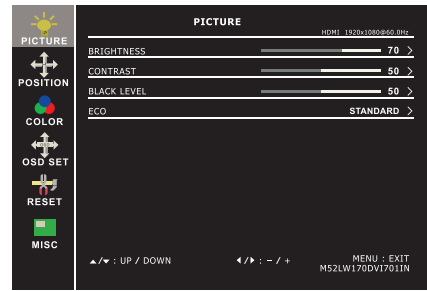 PICTURE
HDMI 1920x1080@60.0Hz
PICTURE
POSITION
COLOR
OSD SET
RESET
MISC
BRIGHTNESS 70 >
CONTRAST 50 >
BLACK LEVEL 50 >
ECO STANDARD >
▲/▼ : UP / DOWN ◀/▶ : – / + MENU : EXIT
M52LW170DVI701IN